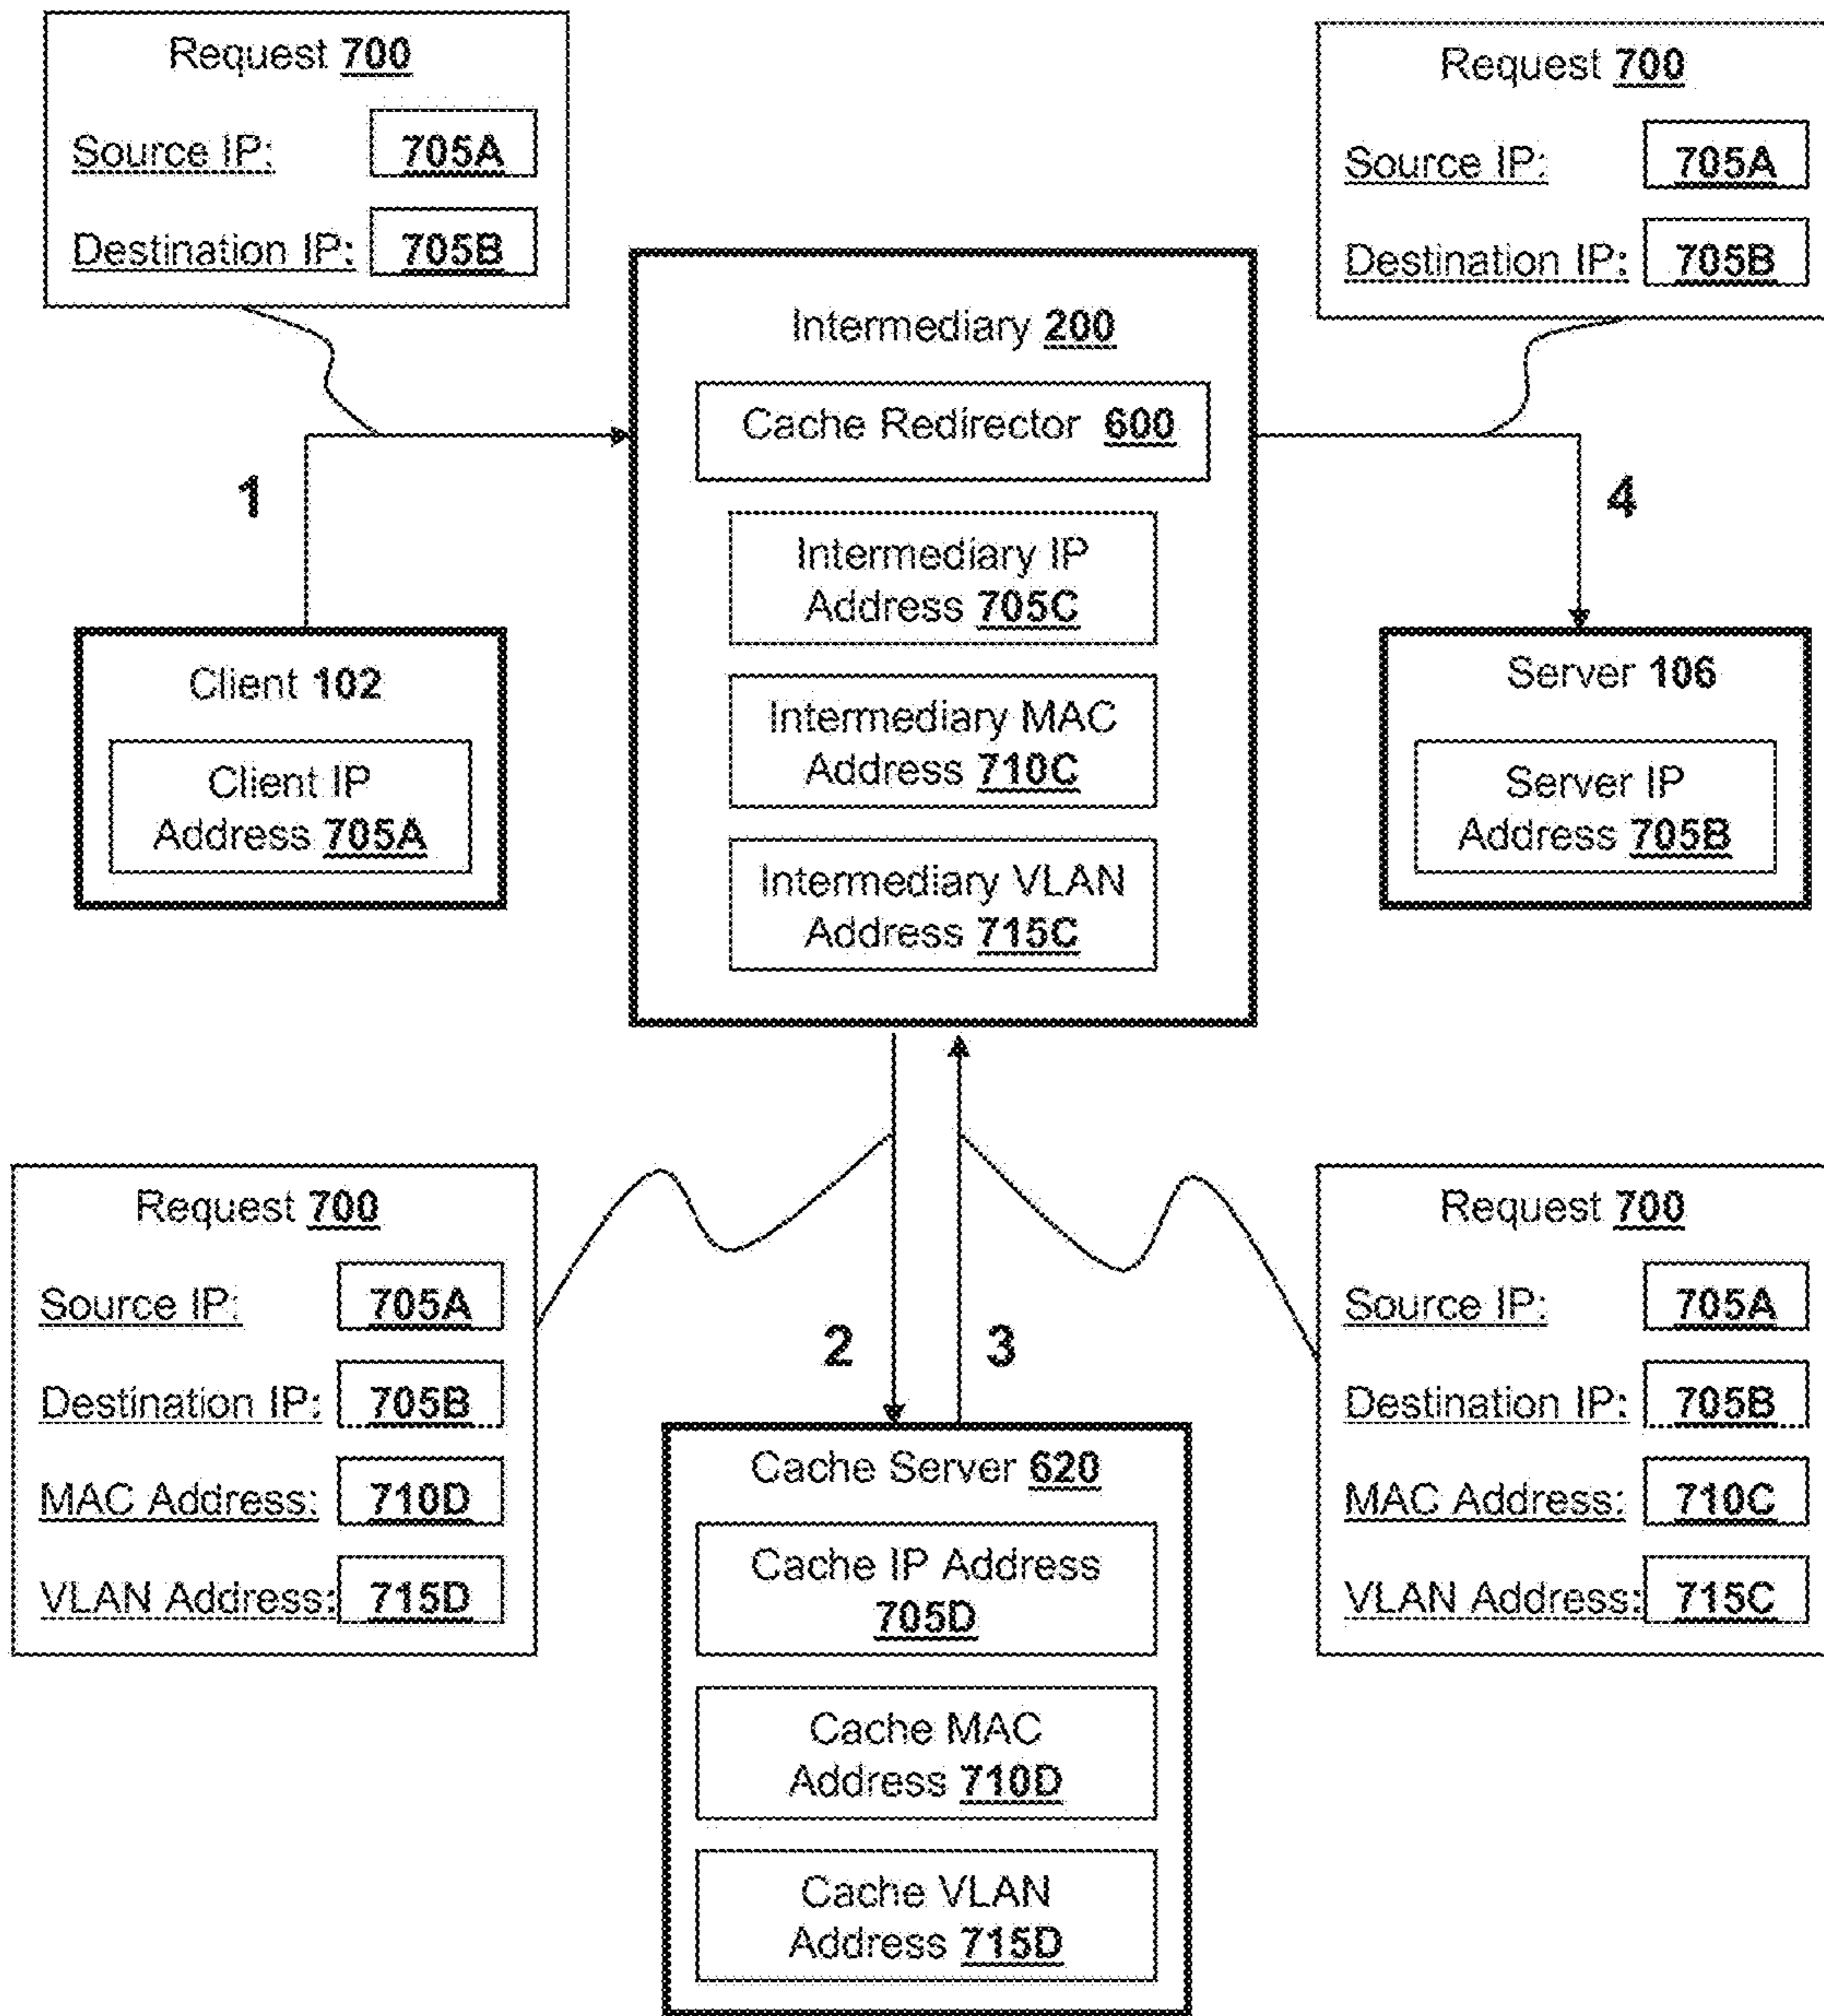 Request 700
Source IP: 705A
Destination IP: 705B
Request 700
Source IP: 705A
Destination IP: 705B
Intermediary 200
Cache Redirector 600
Intermediary IP
Address 705C
Intermediary MAC
Address 710C
Intermediary VLAN
Address 715C
1
4
Client 102
Client IP
Address 705A
Server 106
Server IP
Address 705B
Request 700
Source IP: 705A
Destination IP: 705B
MAC Address: 710D
VLAN Address: 715D
2
3
Request 700
Source IP: 705A
Destination IP: 705B
MAC Address: 710C
VLAN Address: 715C
Cache Server 620
Cache IP Address
705D
Cache MAC
Address 710D
Cache VLAN
Address 715D